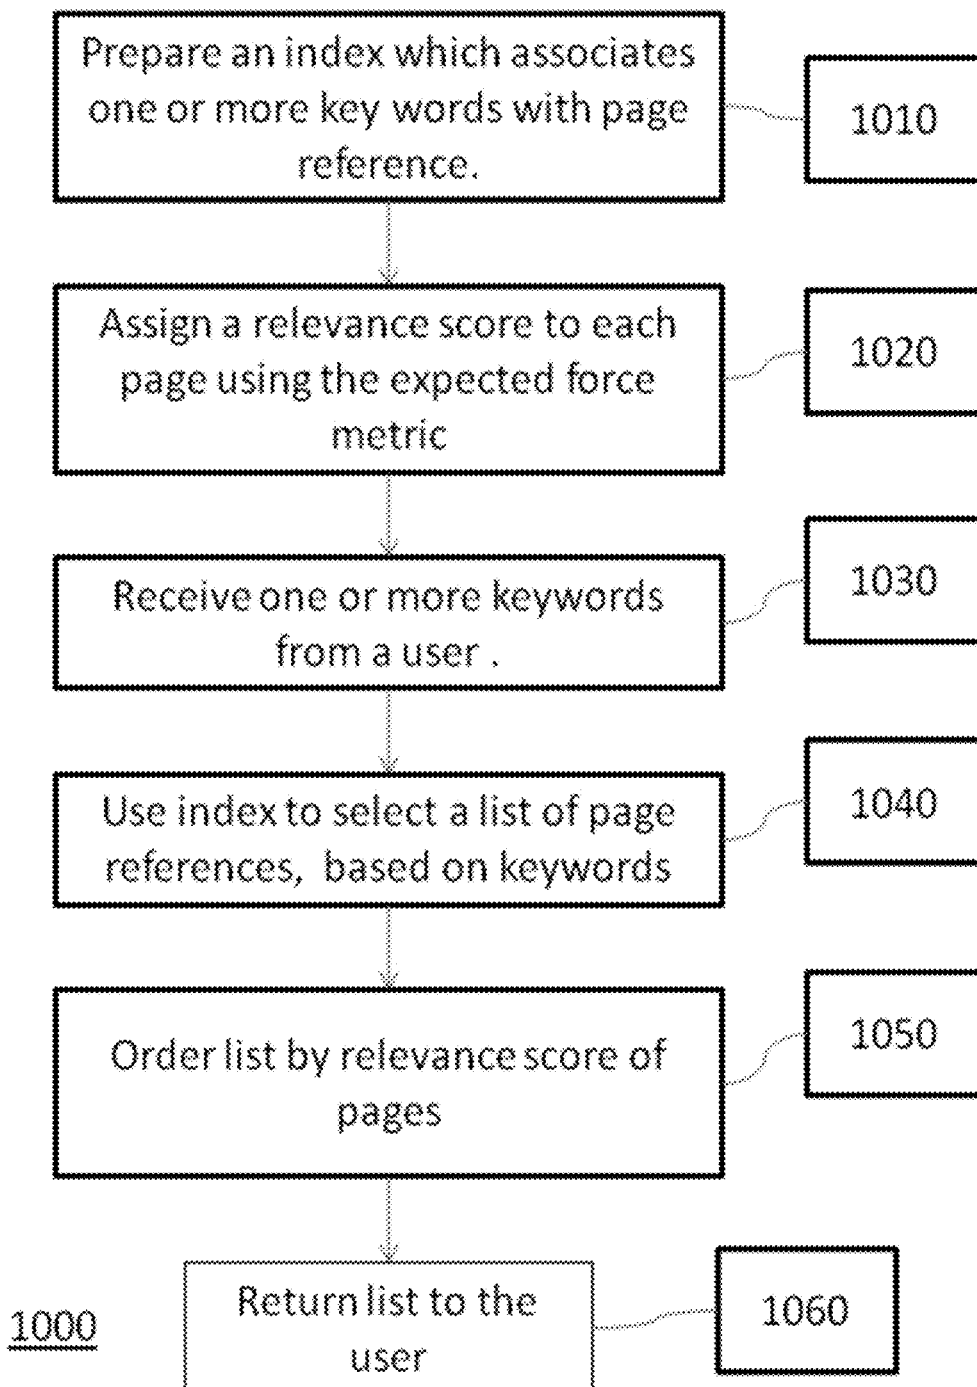 Prepare an index which associates
one or more key words with page
reference.
1010
Assign a relevance score to each
page using the expected force
metric
1020
Receive one or more keywords
from a user .
1030
Use index to select a list of page
references, based on keywords
1040
Order list by relevance score of
pages
1050
Return list to the
user
1060
1000